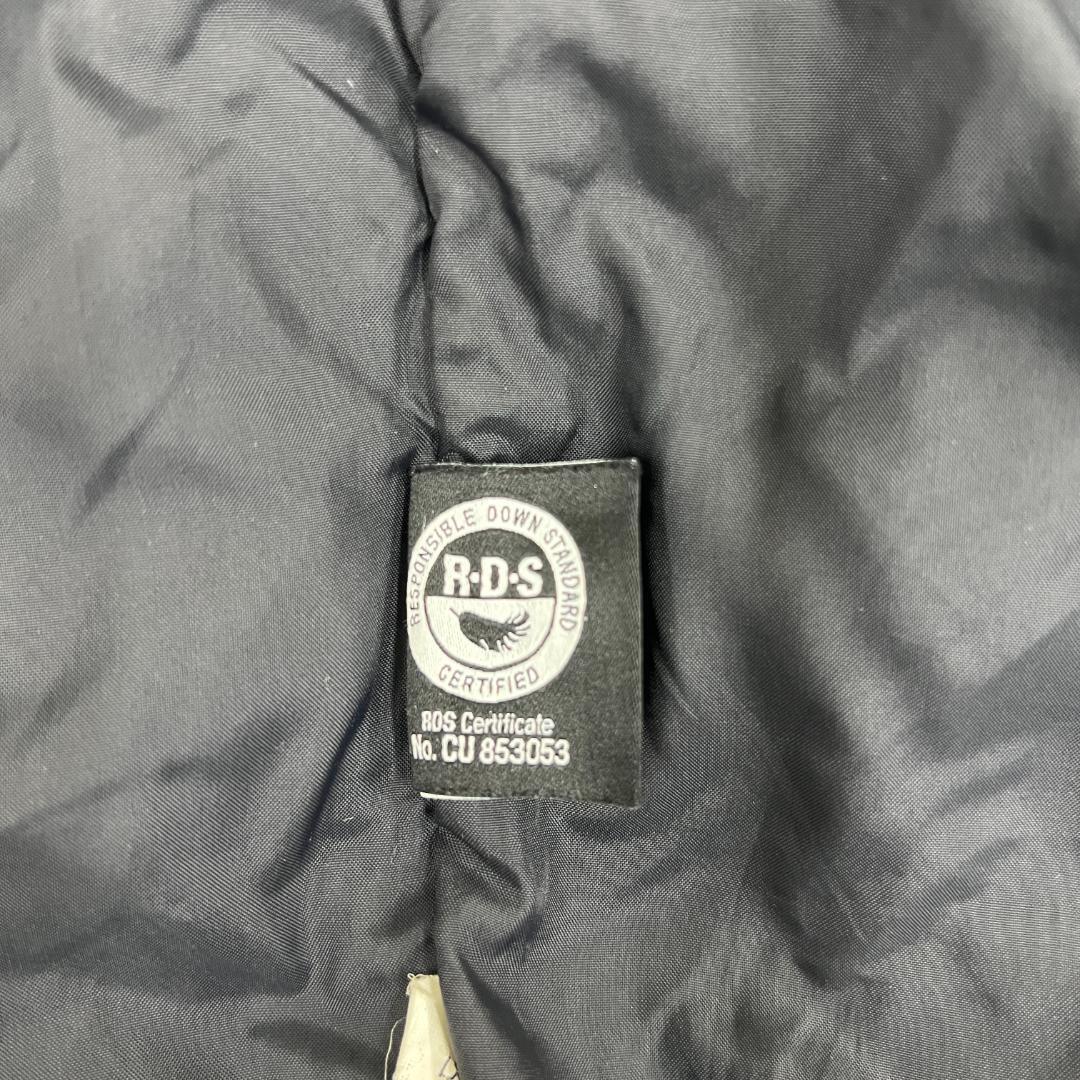 RESPONSIBLE DOWN STANDARD
R·D·S
CERTIFIED
RDS Certificate
No. CU 853053